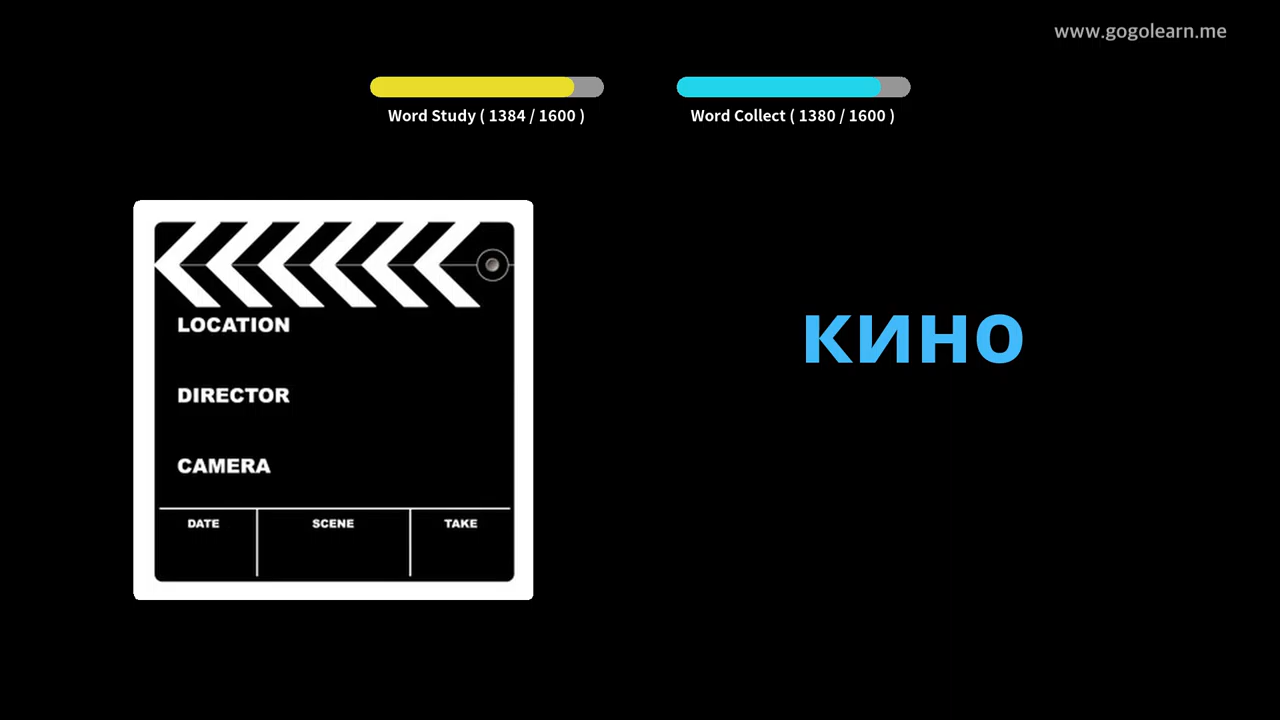 www.gogolearn.me
Word Study ( 1384 / 1600 )
Word Collect ( 1380 / 1600 )
LOCATION
DIRECTOR
CAMERA
DATE
SCENE
TAKE
кино